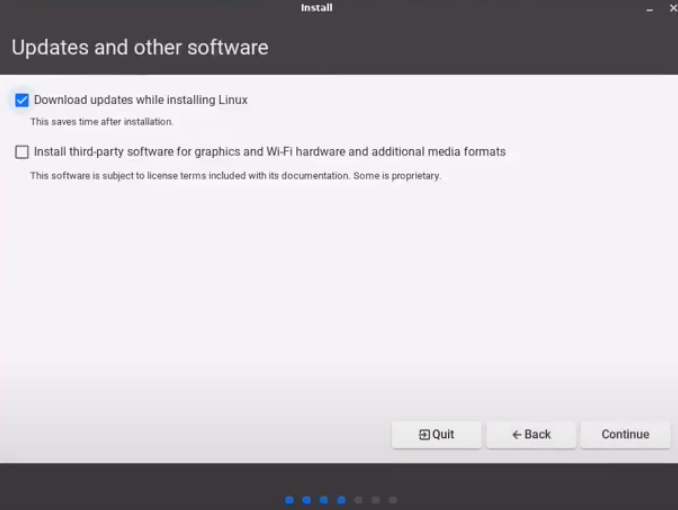 Install
Updates and other software
Download updates while installing Linux
This saves time after installation.
Install third-party software for graphics and Wi-Fi hardware and additional media formats
This software is subject to license terms included with its documentation. Some is proprietary.
Quit
Back
Continue